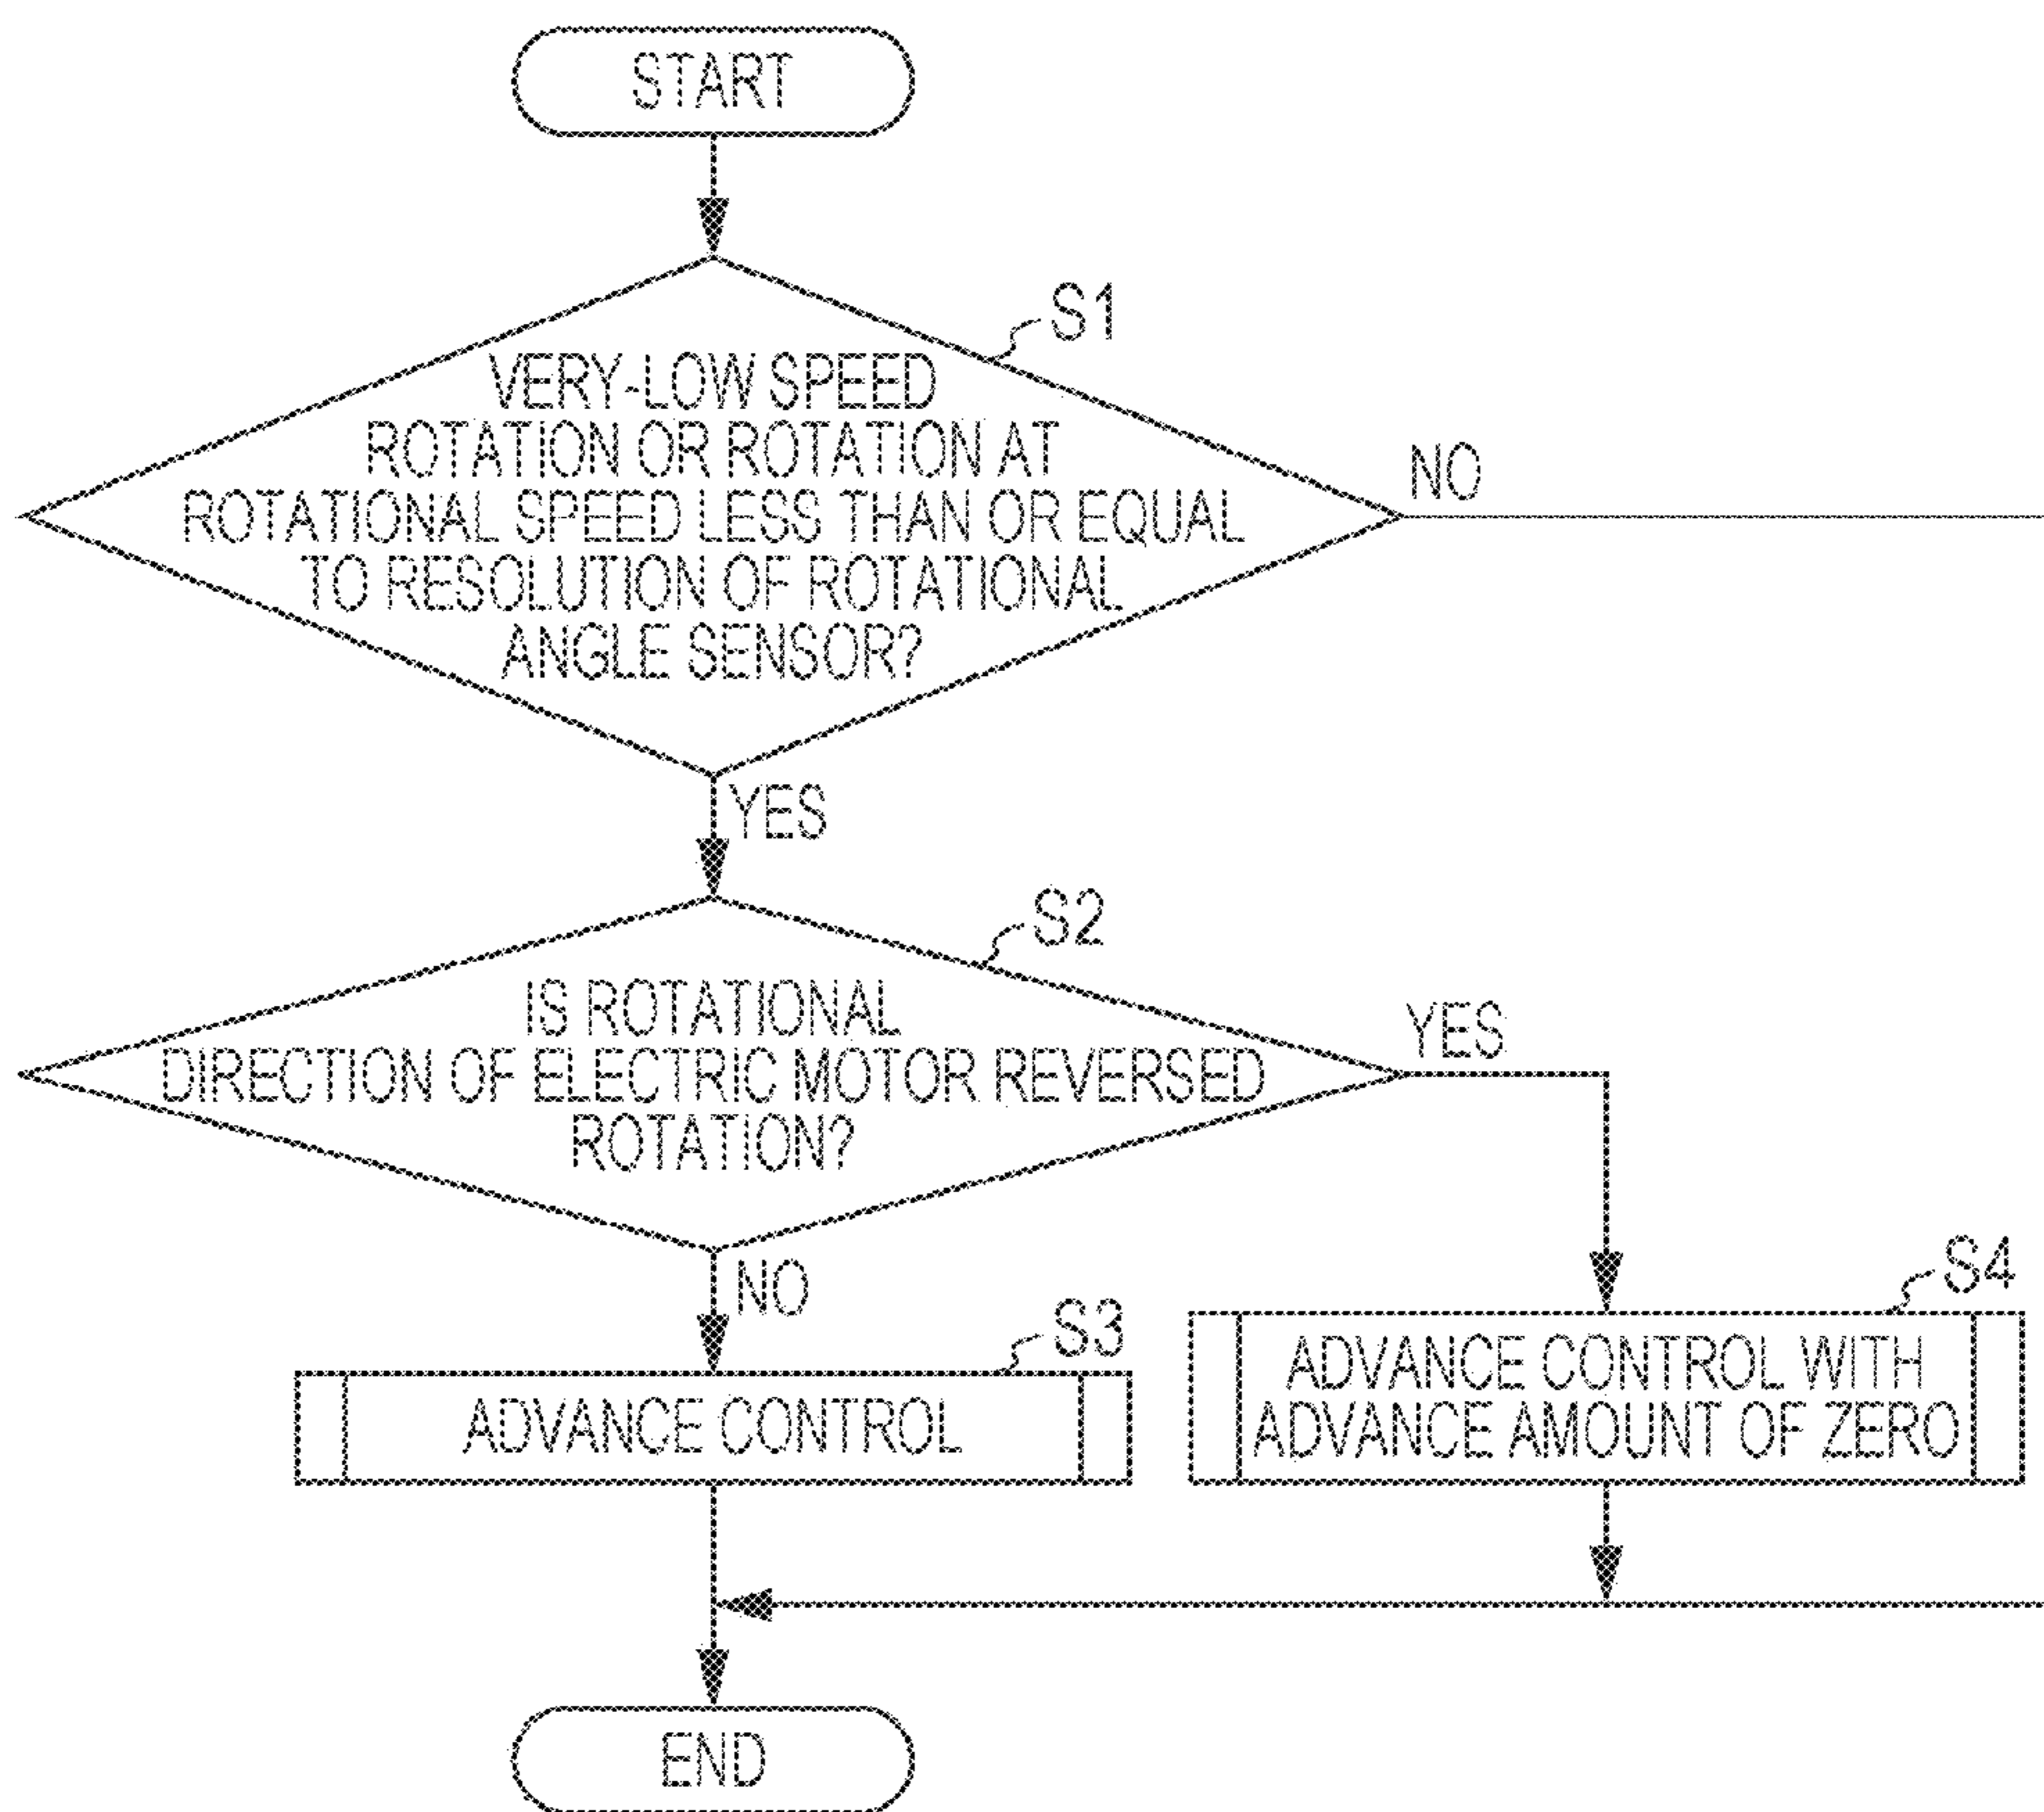 START
S1
VERY-LOW SPEED
ROTATION OR ROTATION AT
ROTATIONAL SPEED LESS THAN OR EQUAL
TO RESOLUTION OF ROTATIONAL
ANGLE SENSOR?
NO
YES
S2
IS ROTATIONAL
DIRECTION OF ELECTRIC MOTOR REVERSED
ROTATION?
YES
NO
S3
ADVANCE CONTROL
S4
ADVANCE CONTROL WITH
ADVANCE AMOUNT OF ZERO
END